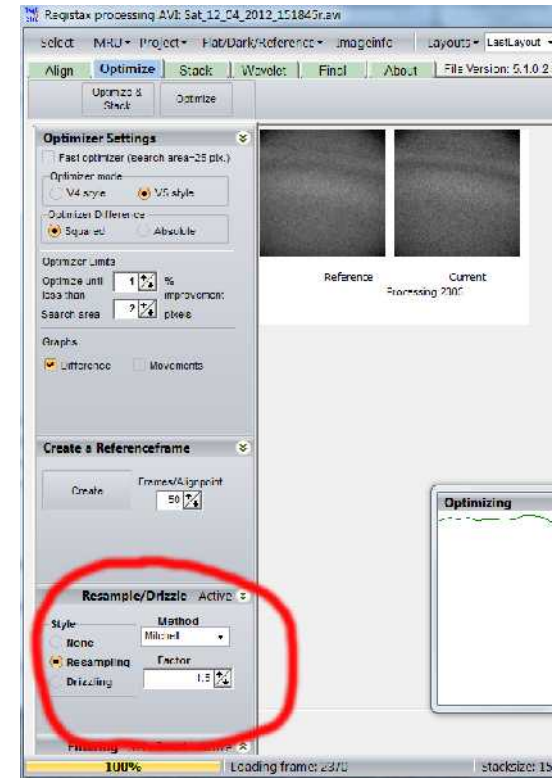 Registax processing AVI: Sat_12_04_2012_151845r.avi
Select MRU Project Flat/Dark/Reference Imageinfo Layouts LastLayout
Align Optimize Stack Wavelet Final About File Version: 5.1.0.2
Optimize & Stack
Optimize
Optimizer Settings
Fast optimizer (search area=25 pix.)
Optimizer mode
V4 style V5 style
Optimizer Difference
Squared Absolute
Optimizer Limits
Optimize until less than 1 % improvement
Search area 2 pixels
Graphs
Difference Movements
Reference Current
Processing
Create a Referenceframe
Create
Frames/Alignpoint
50
Optimizing
Resample/Drizzle Active
Style
None
Resampling
Drizzling
Method
Mitchell
Factor
1.5
100% Loading frame: 2370 Stacksize: 15